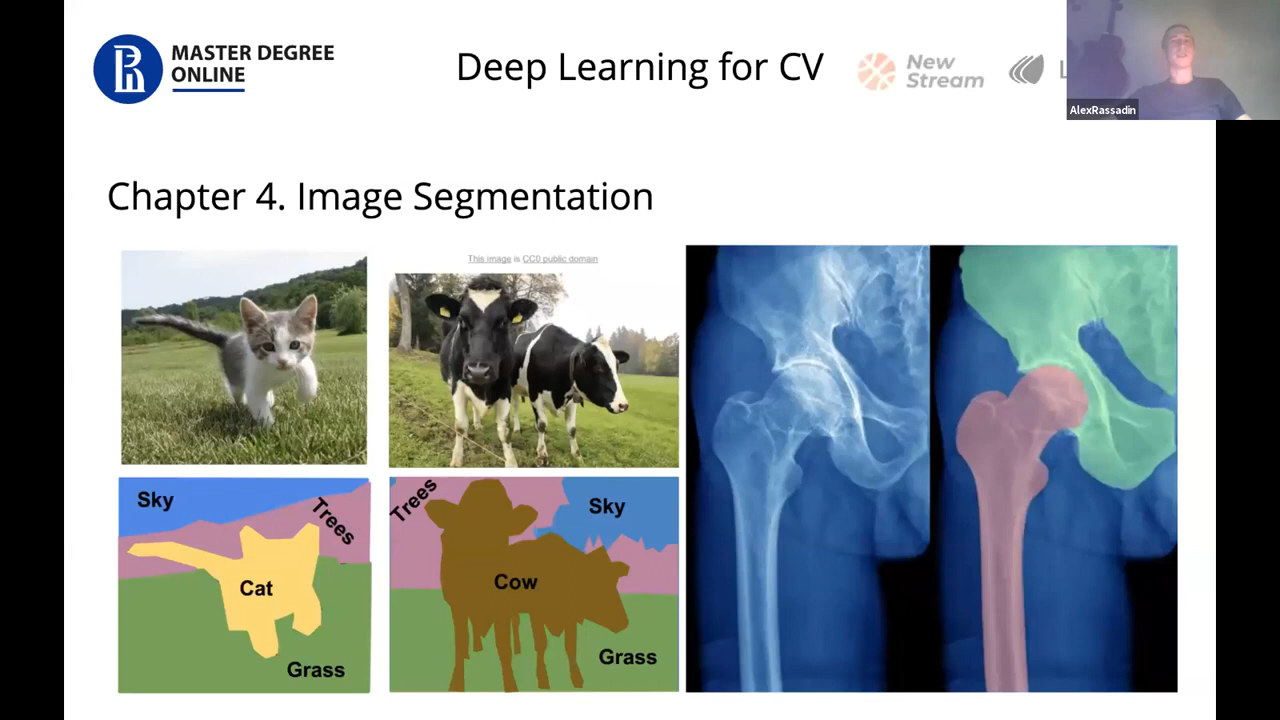 MASTER DEGREE
ONLINE
Deep Learning for CV
New
Stream
AlexRassadin
Chapter 4. Image Segmentation
This image is CC0 public domain
Sky
Trees
Cat
Grass
Trees
Sky
Cow
Grass